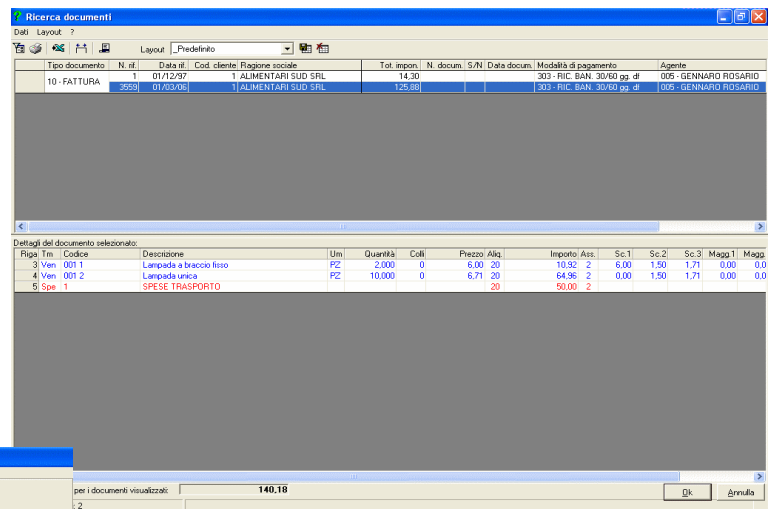 ? Ricerca documenti
Dati Layout ?
Layout _Predefinito
Tipo documento N. rif. Data rif. Cod. cliente Ragione sociale Tot. impon. N. docum. S/N Data docum. Modalità di pagamento Agente
10 - FATTURA 1 01/12/97 1 ALIMENTARI SUD SRL 14,30 303 - RIC. BAN. 30/60 gg. df 005 - GENNARO ROSARIO
3559 01/03/06 1 ALIMENTARI SUD SRL 125,88 303 - RIC. BAN. 30/60 gg. df 005 - GENNARO ROSARIO
Dettagli del documento selezionato:
Riga Tm Codice Descrizione Um Quantità Colli Prezzo Aliq. Importo Ass. Sc.1 Sc.2 Sc.3 Magg.1 Magg.
3 Ven 001 1 Lampada a braccio fisso PZ 2,000 0 6,00 20 10,92 2 6,00 1,50 1,71 0,00 0,0
4 Ven 001 2 Lampada unica PZ 10,000 0 6,71 20 64,96 2 0,00 1,50 1,71 0,00 0,0
5 Spe 1 SPESE TRASPORTO 20 50,00 2
per i documenti visualizzati: 140,18
Ok Annulla
: 2